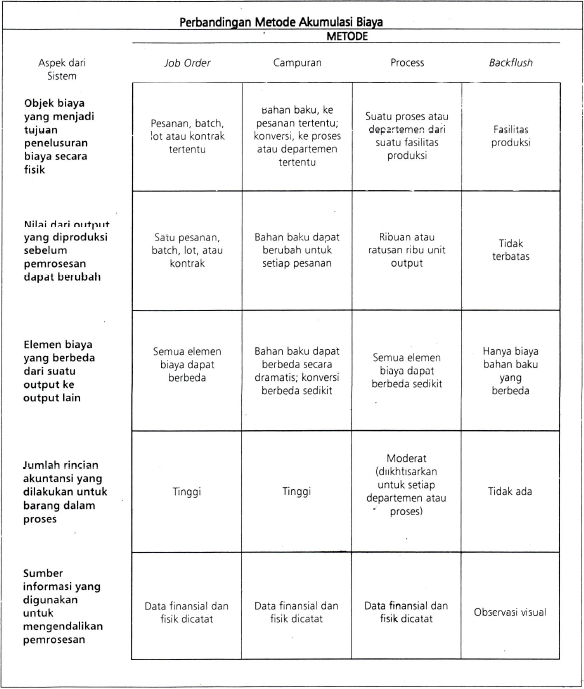 Perbandingan Metode Akumulasi Biaya
METODE
Aspek dari
Sistem
Job Order
Campuran
Process
Backflush
Objek biaya
yang menjadi
tujuan
penelusuran
biaya secara
fisik
Pesanan, batch,
lot atau kontrak
tertentu
Bahan baku, ke
pesanan tertentu;
konversi, ke proses
atau departemen
tertentu
Suatu proses atau
departemen dari
suatu fasilitas
produksi
Fasilitas
produksi
Nilai dari output
yang diproduksi
sebelum
pemrosesan
dapat berubah
Satu pesanan,
batch, lot, atau
kontrak
Bahan baku dapat
berubah untuk
setiap pesanan
Ribuan atau
ratusan ribu unit
output
Tidak
terbatas
Elemen biaya
yang berbeda
dari suatu
output ke
output lain
Semua elemen
biaya dapat
berbeda
Bahan baku dapat
berbeda secara
dramatis; konversi
berbeda sedikit
Semua elemen
biaya dapat
berbeda sedikit
Hanya biaya
bahan baku
yang
berbeda
Jumlah rincian
akuntansi yang
dilakukan untuk
barang dalam
proses
Tinggi
Tinggi
Moderat
(diikhtisarkan
untuk setiap
departemen atau
proses)
Tidak ada
Sumber
informasi yang
digunakan
untuk
mengendalikan
pemrosesan
Data finansial dan
fisik dicatat
Data finansial dan
fisik dicatat
Data finansial dan
fisik dicatat
Observasi visual